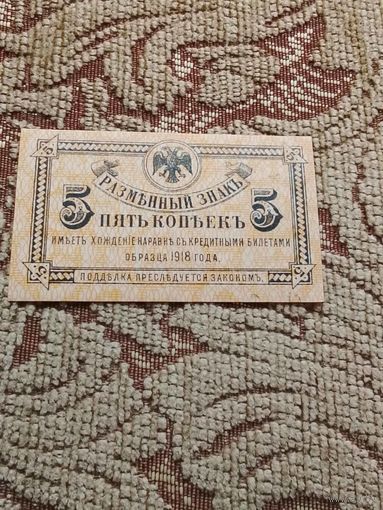 РАЗМѢННЫЙ ЗНАКЪ
5 ПЯТЬ КОПѢЕКЪ 5
ИМѢЕТЪ ХОЖДЕНІЕ НАРАВНѢ СЪ КРЕДИТНЫМИ БИЛЕТАМИ
ОБРАЗЦА 1918 ГОДА.
ПОДДѢЛКА ПРЕСЛѢДУЕТСЯ ЗАКОНОМЪ.